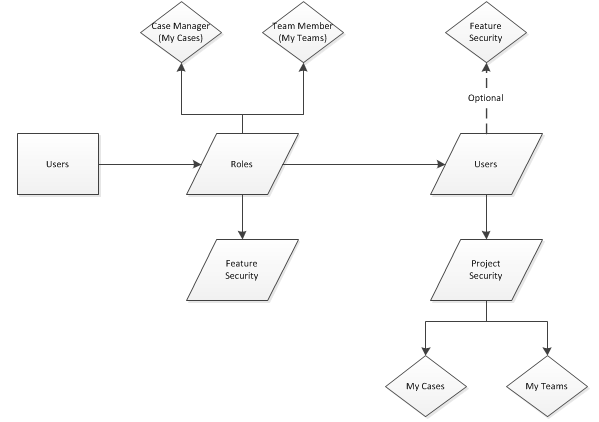 Case Manager
(My Cases)
Team Member
(My Teams)
Feature
Security
Optional
Users
Roles
Users
Feature
Security
Project
Security
My Cases
My Teams